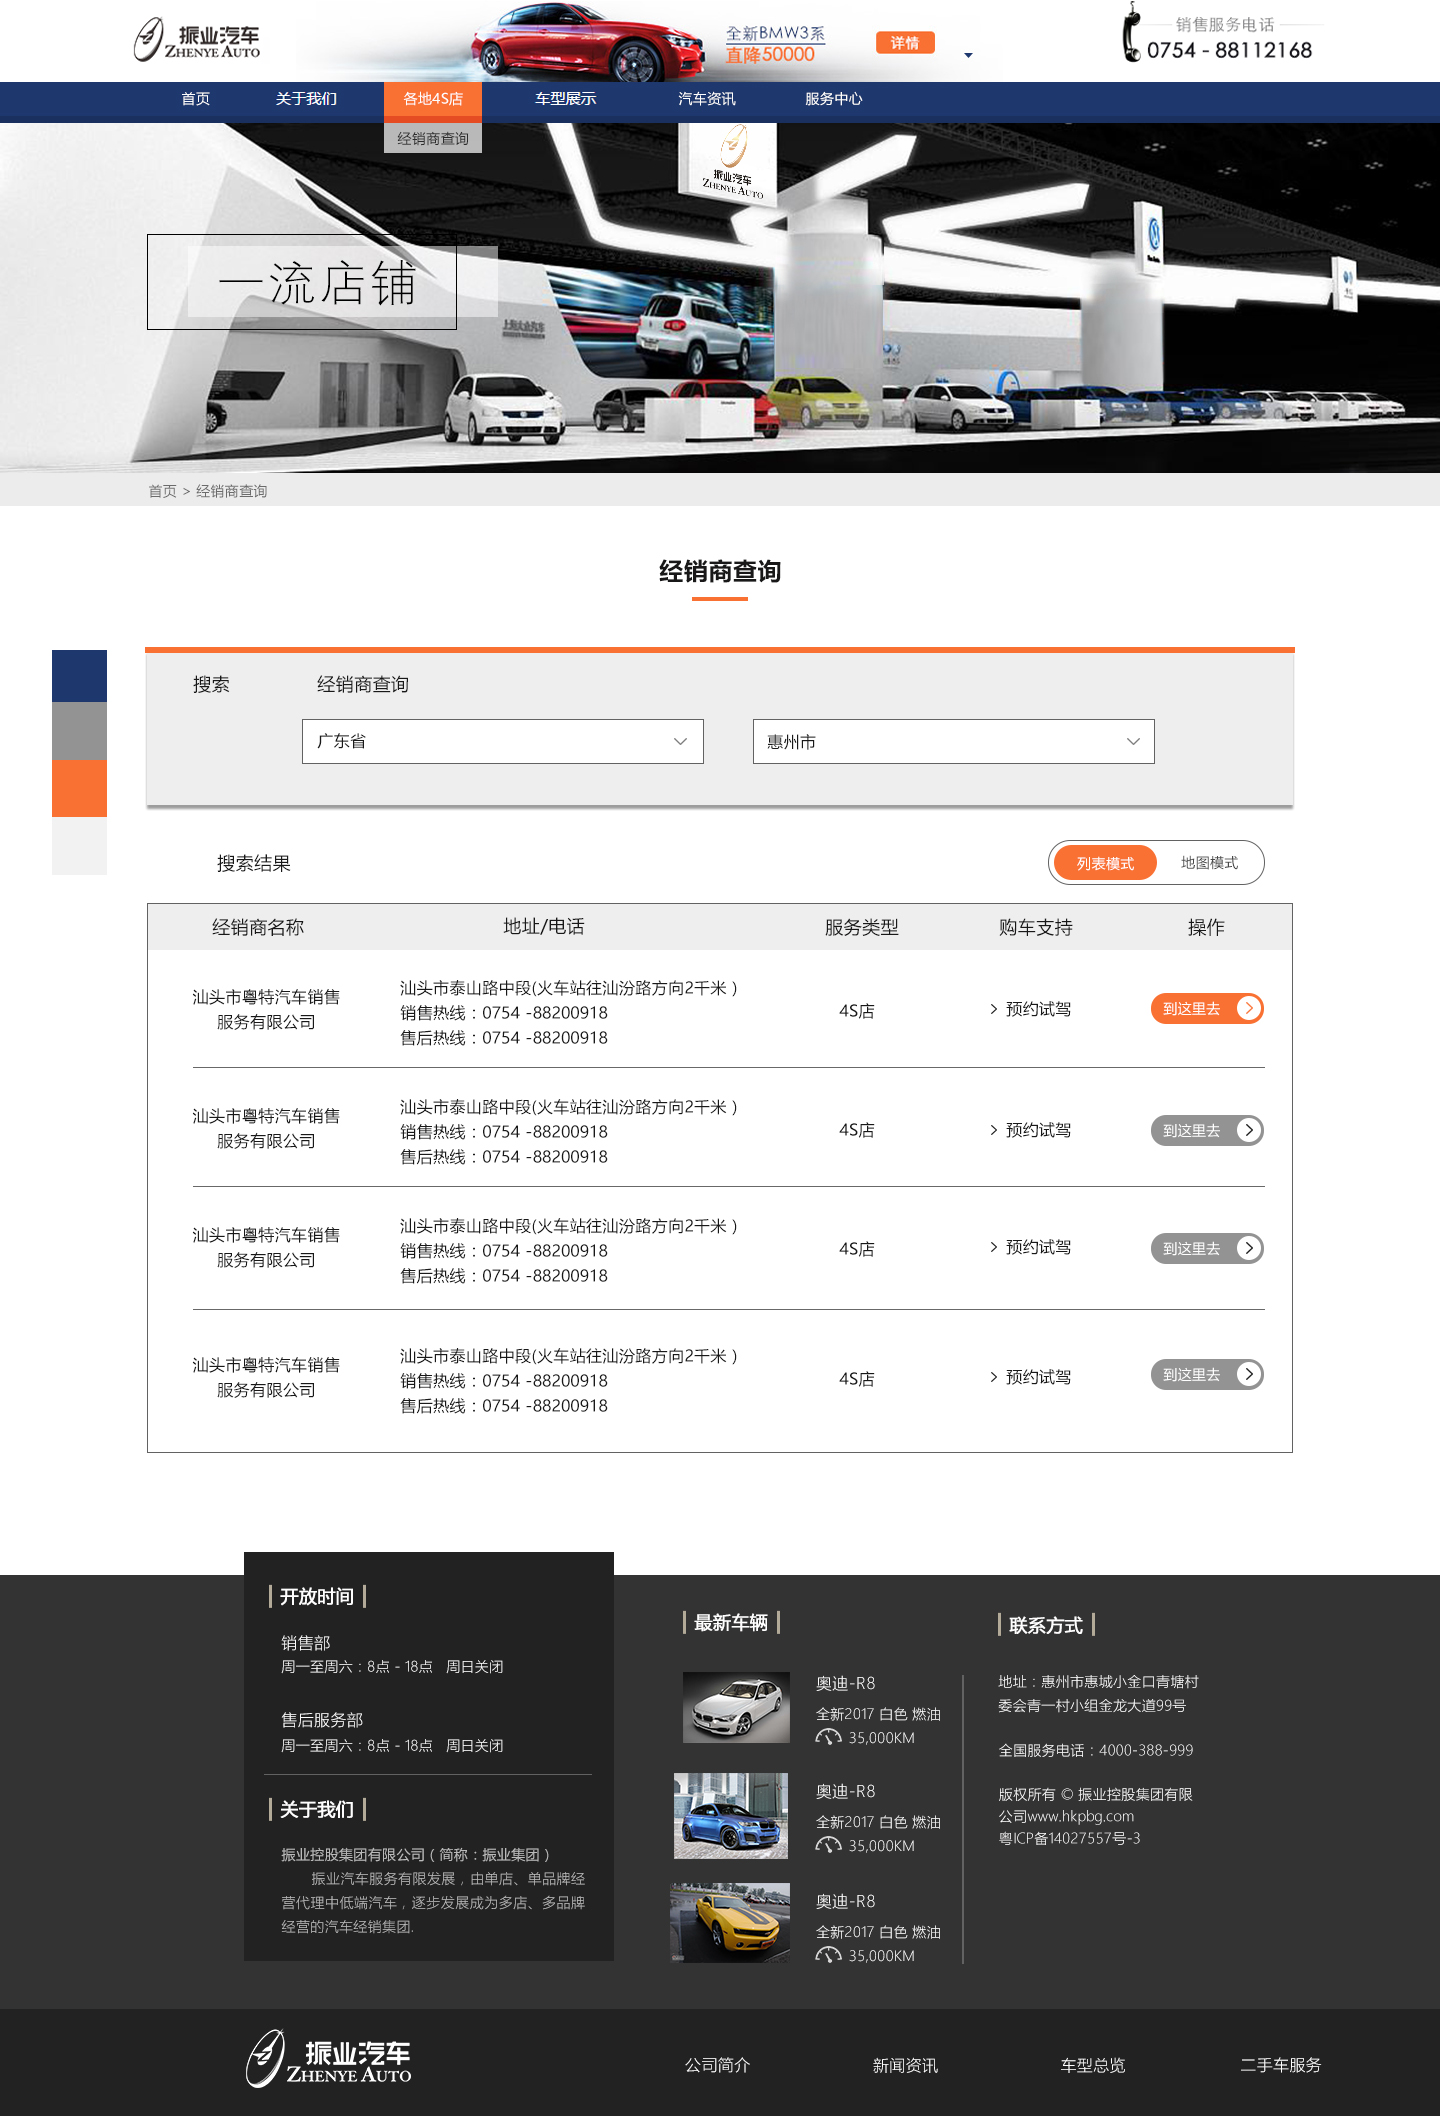 振业汽车
ZHENYE AUTO
全新BMW3系
直降50000
详情
销售服务电话
0754 - 88112168
首页
关于我们
各地4S店
车型展示
汽车资讯
服务中心
经销商查询
振业汽车
ZHENYE AUTO
一流店铺
首页 > 经销商查询
经销商查询
搜索
经销商查询
广东省
惠州市
搜索结果
列表模式
地图模式
经销商名称
地址/电话
服务类型
购车支持
操作
汕头市粤特汽车销售
服务有限公司
汕头市泰山路中段(火车站往汕汾路方向2千米 )
销售热线：0754 -88200918
售后热线：0754 -88200918
4S店
> 预约试驾
到这里去
汕头市粤特汽车销售
服务有限公司
汕头市泰山路中段(火车站往汕汾路方向2千米 )
销售热线：0754 -88200918
售后热线：0754 -88200918
4S店
> 预约试驾
到这里去
汕头市粤特汽车销售
服务有限公司
汕头市泰山路中段(火车站往汕汾路方向2千米 )
销售热线：0754 -88200918
售后热线：0754 -88200918
4S店
> 预约试驾
到这里去
汕头市粤特汽车销售
服务有限公司
汕头市泰山路中段(火车站往汕汾路方向2千米 )
销售热线：0754 -88200918
售后热线：0754 -88200918
4S店
> 预约试驾
到这里去
开放时间
销售部
周一至周六：8点 - 18点 周日关闭
售后服务部
周一至周六：8点 - 18点 周日关闭
关于我们
振业控股集团有限公司 ( 简称：振业集团 )
振业汽车服务有限发展，由单店、单品牌经
营代理中低端汽车，逐步发展成为多店、多品牌
经营的汽车经销集团.
最新车辆
奥迪-R8
全新2017 白色 燃油
35,000KM
奥迪-R8
全新2017 白色 燃油
35,000KM
奥迪-R8
全新2017 白色 燃油
35,000KM
联系方式
地址：惠州市惠城小金口青塘村
委会青一村小组金龙大道99号
全国服务电话：4000-388-999
版权所有 © 振业控股集团有限
公司www.hkpbg.com
粤ICP备14027557号-3
振业汽车
ZHENYE AUTO
公司简介
新闻资讯
车型总览
二手车服务